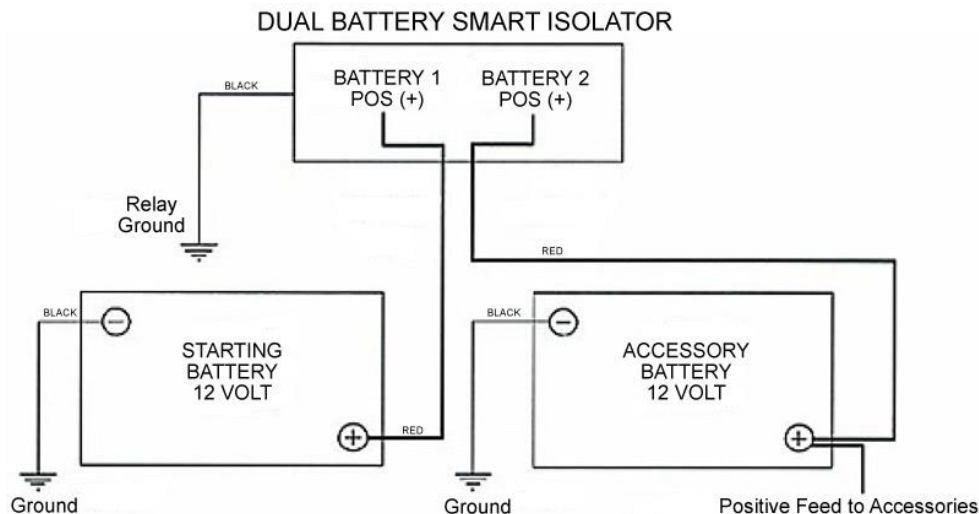 DUAL BATTERY SMART ISOLATOR
BATTERY 1
POS (+)
BATTERY 2
POS (+)
BLACK
Relay
Ground
RED
BLACK
STARTING
BATTERY
12 VOLT
RED
Ground
BLACK
ACCESSORY
BATTERY
12 VOLT
Ground
Positive Feed to Accessories